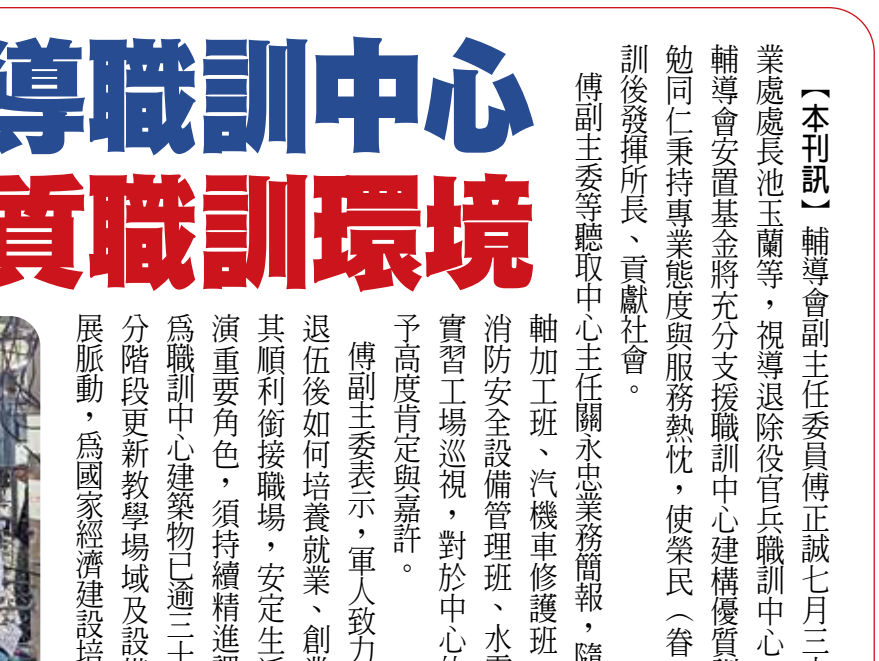 導職訓中心
質職訓環境
【本刊訊】輔導會副主任委員傅正誠七月三
業處處長池玉蘭等，視導退除役官兵職訓中心
輔導會安置基金將充分支援職訓中心建構優質
勉同仁秉持專業態度與服務熱忱，使榮民（眷
訓後發揮所長、貢獻社會。
傅副主委等聽取中心主任關永忠業務簡報，隨
軸加工班、汽機車修護班
消防安全設備管理班、水電
實習工場巡視，對於中心的
予高度肯定與嘉許。
傅副主委表示，軍人致力
退伍後如何培養就業、創業
其順利銜接職場，安定生活
演重要角色，須持續精進課
為職訓中心建築物已逾三十
分階段更新教學場域及設備
展脈動，為國家經濟建設培